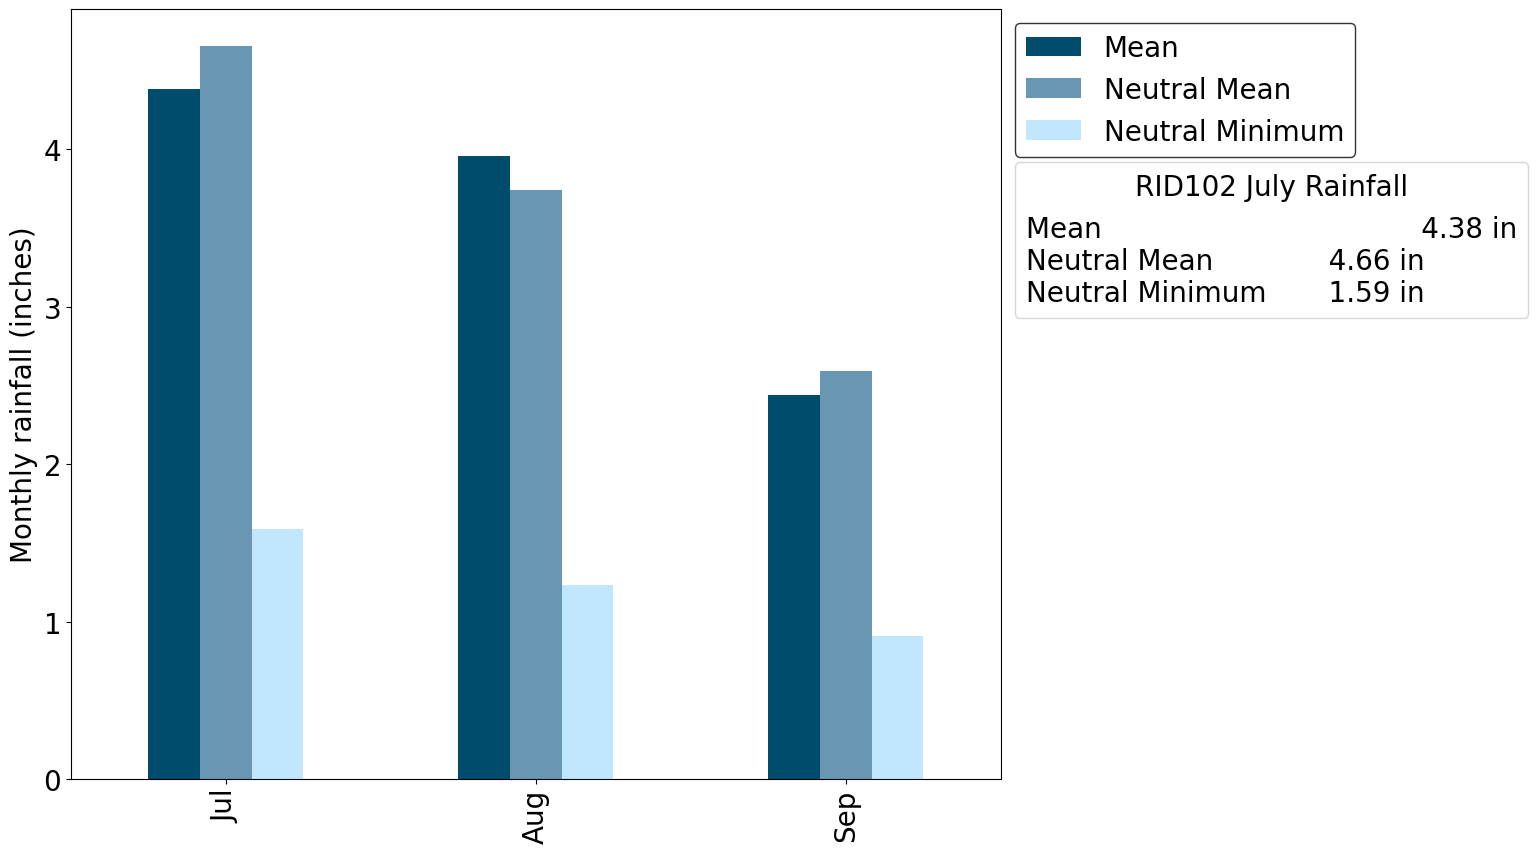 Monthly rainfall (inches)
4
3
2
1
0
Jul
Aug
Sep
Mean
Neutral Mean
Neutral Minimum
RID102 July Rainfall
Mean 4.38 in
Neutral Mean 4.66 in
Neutral Minimum 1.59 in